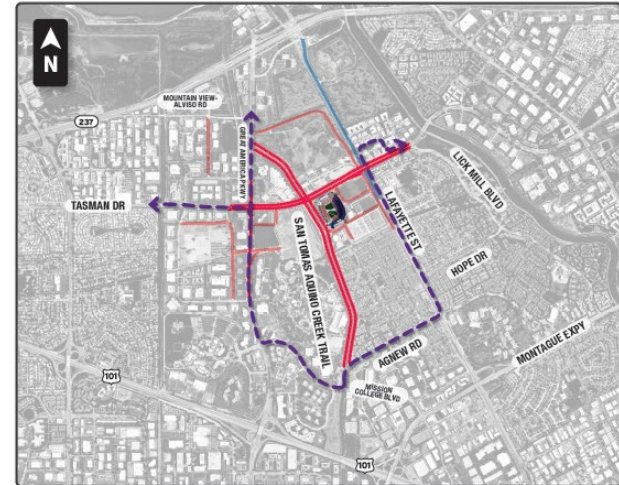 N
MOUNTAIN VIEW-
ALVISO RD
237
GREAT AMERICA PKWY
TASMAN DR
LICK MILL BLVD
LAFAYETTE ST
SAN TOMAS AQUINO CREEK TRAIL
HOPE DR
AGNEW RD
MONTAGUE EXPY
101
MISSION
COLLEGE BLVD
101